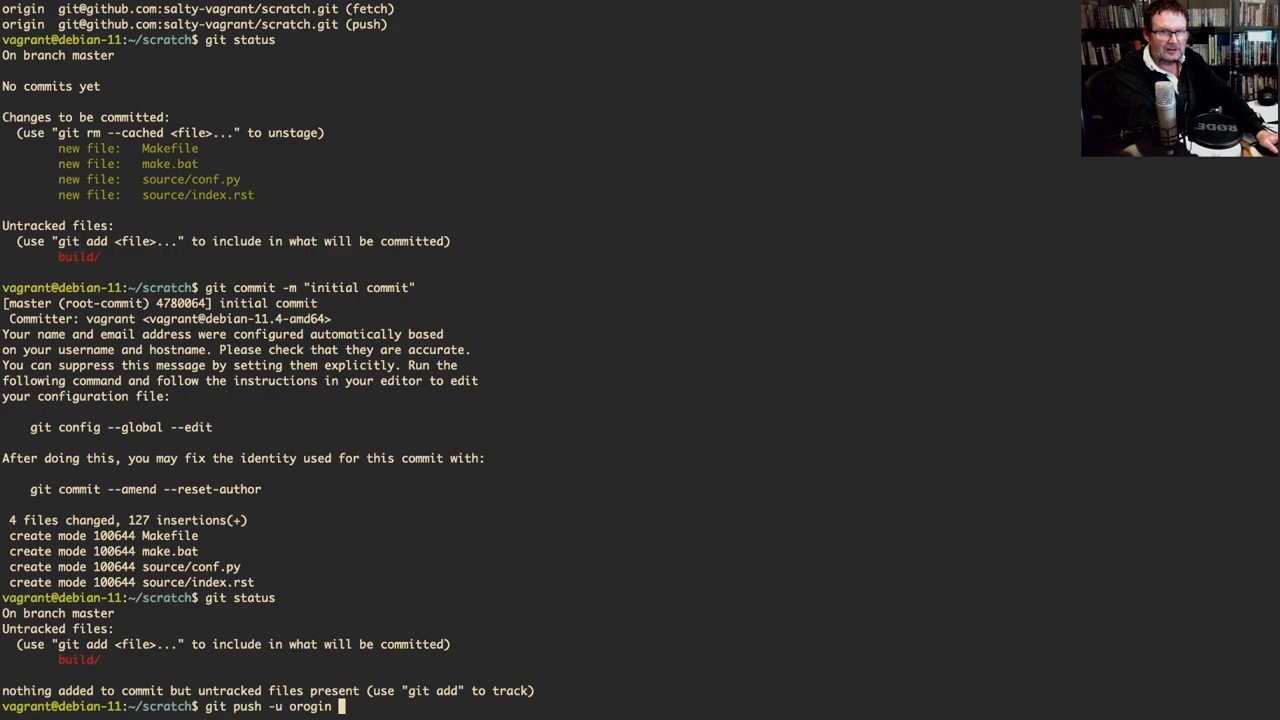 origin  git@github.com:salty-vagrant/scratch.git (fetch)
origin  git@github.com:salty-vagrant/scratch.git (push)
vagrant@debian-11:~/scratch$ git status
On branch master

No commits yet

Changes to be committed:
  (use "git rm --cached <file>..." to unstage)
        new file:   Makefile
        new file:   make.bat
        new file:   source/conf.py
        new file:   source/index.rst

Untracked files:
  (use "git add <file>..." to include in what will be committed)
        build/

vagrant@debian-11:~/scratch$ git commit -m "initial commit"
[master (root-commit) 4780064] initial commit
 Committer: vagrant <vagrant@debian-11.4-amd64>
Your name and email address were configured automatically based
on your username and hostname. Please check that they are accurate.
You can suppress this message by setting them explicitly. Run the
following command and follow the instructions in your editor to edit
your configuration file:

    git config --global --edit

After doing this, you may fix the identity used for this commit with:

    git commit --amend --reset-author

 4 files changed, 127 insertions(+)
 create mode 100644 Makefile
 create mode 100644 make.bat
 create mode 100644 source/conf.py
 create mode 100644 source/index.rst
vagrant@debian-11:~/scratch$ git status
On branch master
Untracked files:
  (use "git add <file>..." to include in what will be committed)
        build/

nothing added to commit but untracked files present (use "git add" to track)
vagrant@debian-11:~/scratch$ git push -u orogin
RØDE